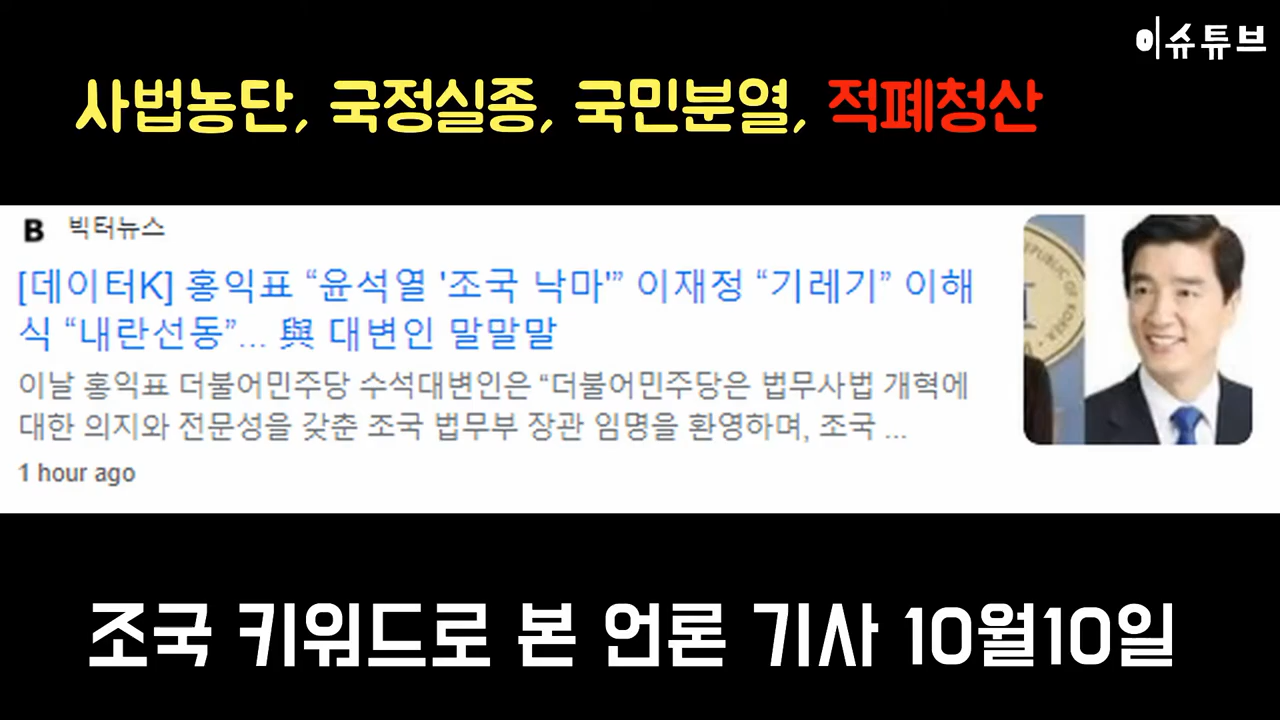 이슈튜브
사법농단, 국정실종, 국민분열, 적폐청산
B 빅터뉴스
[데이터K] 홍익표 “윤석열 '조국 낙마'” 이재정 “기레기” 이해
식 “내란선동”... 與 대변인 말말말
이날 홍익표 더불어민주당 수석대변인은 “더불어민주당은 법무사법 개혁에
대한 의지와 전문성을 갖춘 조국 법무부 장관 임명을 환영하며, 조국 ...
1 hour ago
조국 키워드로 본 언론 기사 10월10일